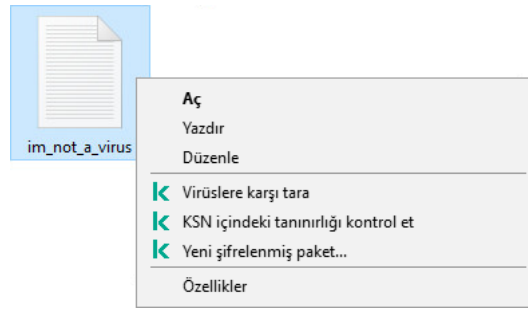 im_not_a_virus
Aç
Yazdır
Düzenle
Virüslere karşı tara
KSN içindeki tanınırlığı kontrol et
Yeni şifrelenmiş paket...
Özellikler